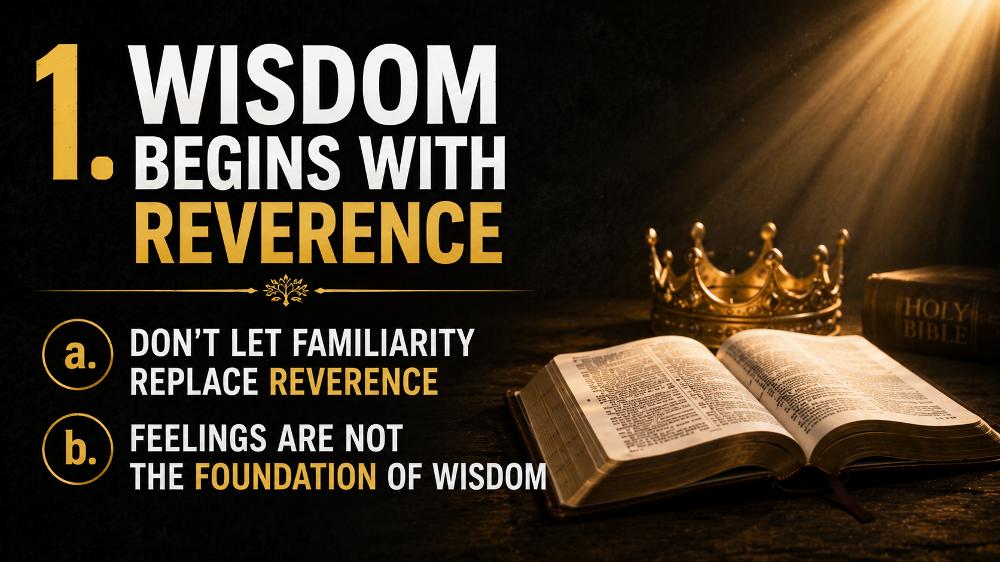 1. WISDOM
BEGINS WITH
REVERENCE
a. DON’T LET FAMILIARITY
REPLACE REVERENCE
b. FEELINGS ARE NOT
THE FOUNDATION OF WISDOM
HOLY
BIBLE